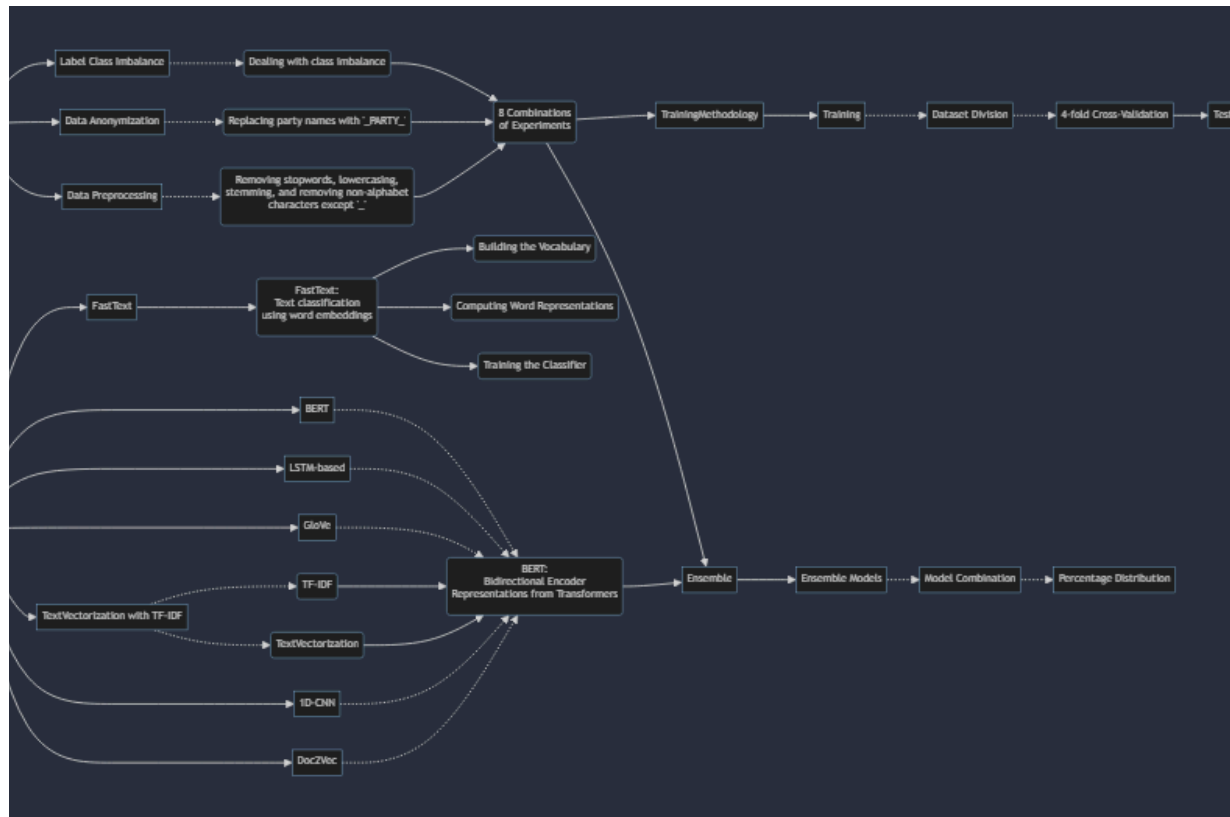 Label Class Imbalance
Dealing with class imbalance
8 Combinations
of Experiments
TrainingMethodology
Training
Dataset Division
4-fold Cross-Validation
Test
Data Anonymization
Replacing party names with '_PARTY_'
Data Preprocessing
Removing stopwords, lowercasing,
stemming, and removing non-alphabet
characters except '_'
Building the Vocabulary
FastText
FastText:
Text classification
using word embeddings
Computing Word Representations
Training the Classifier
BERT
LSTM-based
GloVe
TF-IDF
BERT:
Bidirectional Encoder
Representations from Transformers
Ensemble
Ensemble Models
Model Combination
Percentage Distribution
TextVectorization with TF-IDF
TextVectorization
1D-CNN
Doc2Vec